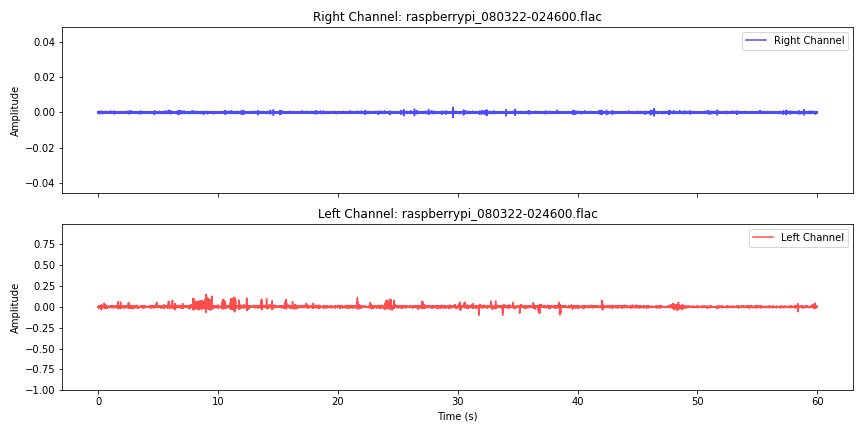 Right Channel: raspberrypi_080322-024600.flac
Right Channel
0.04
0.02
0.00
−0.02
−0.04
Amplitude
Left Channel: raspberrypi_080322-024600.flac
Left Channel
0.75
0.50
0.25
0.00
−0.25
−0.50
−0.75
−1.00
Amplitude
0 10 20 30 40 50 60
Time (s)